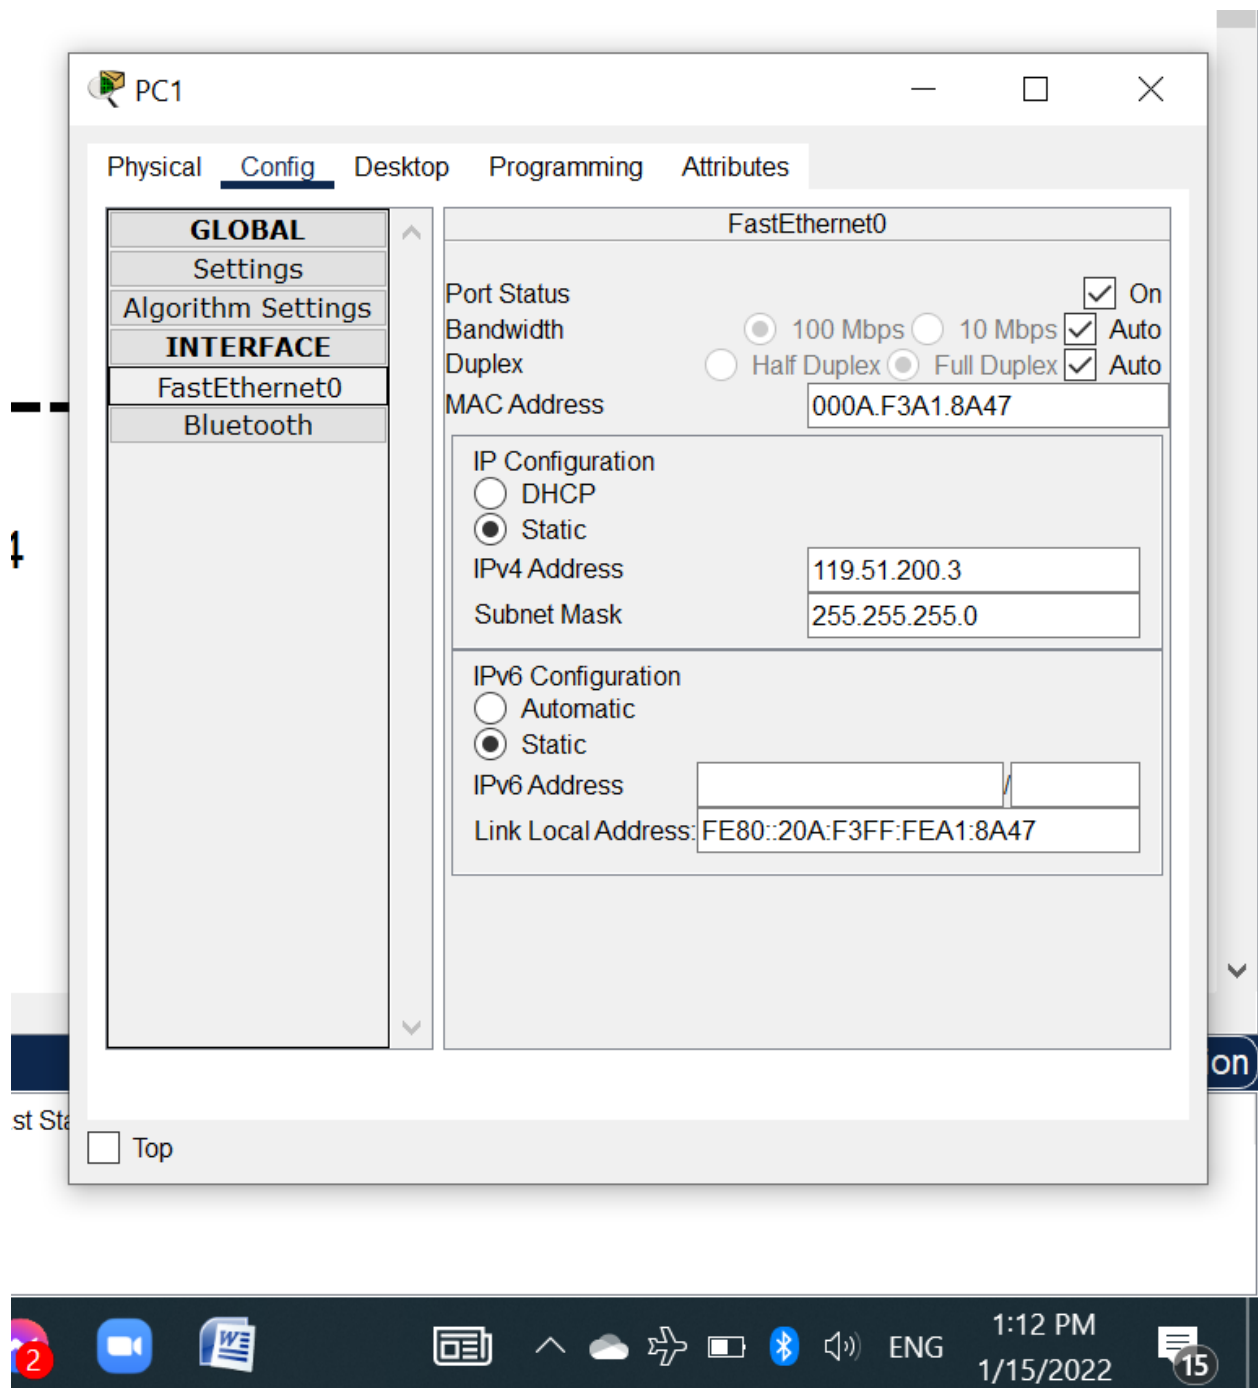 PC1
Physical Config Desktop Programming Attributes
GLOBAL
Settings
Algorithm Settings
INTERFACE
FastEthernet0
Bluetooth
FastEthernet0
Port Status On
Bandwidth 100 Mbps 10 Mbps Auto
Duplex Half Duplex Full Duplex Auto
MAC Address 000A.F3A1.8A47
IP Configuration
DHCP
Static
IPv4 Address 119.51.200.3
Subnet Mask 255.255.255.0
IPv6 Configuration
Automatic
Static
IPv6 Address /
Link Local Address: FE80::20A:F3FF:FEA1:8A47
4
on
st Sta
Top
2
W
ENG
1:12 PM
1/15/2022
15